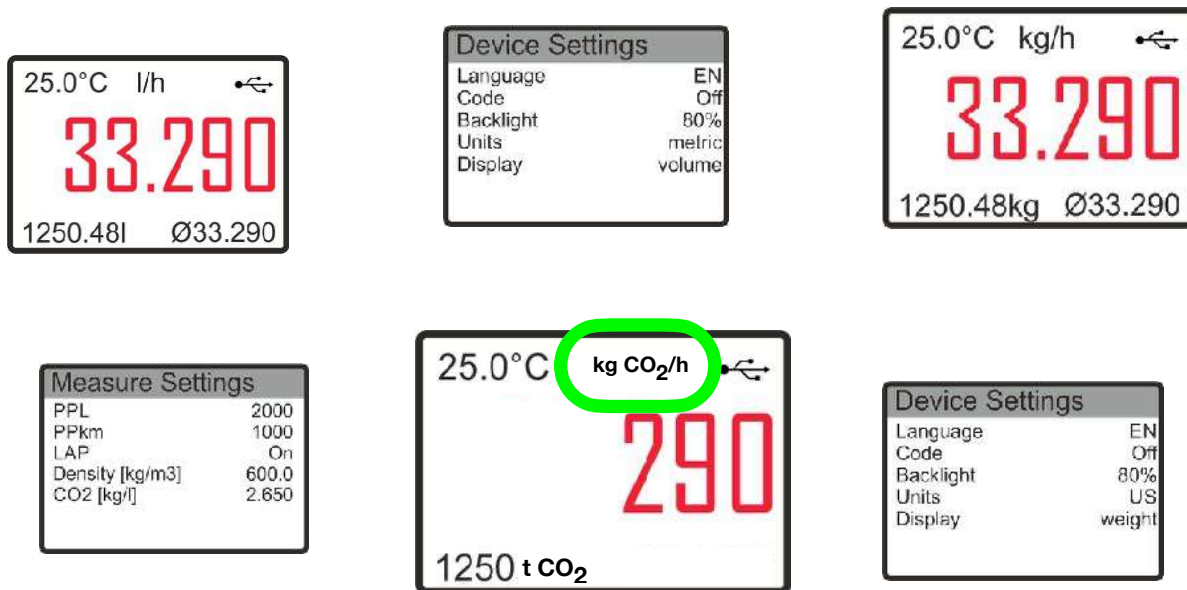 25.0°C l/h
33.290
1250.48l Ø33.290
Device Settings
Language EN
Code Off
Backlight 80%
Units metric
Display volume
25.0°C kg/h
33.290
1250.48kg Ø33.290
Measure Settings
PPL 2000
PPkm 1000
LAP On
Density [kg/m3] 600.0
CO2 [kg/l] 2.650
25.0°C kg CO₂/h
290
1250 t CO₂
Device Settings
Language EN
Code Off
Backlight 80%
Units US
Display weight